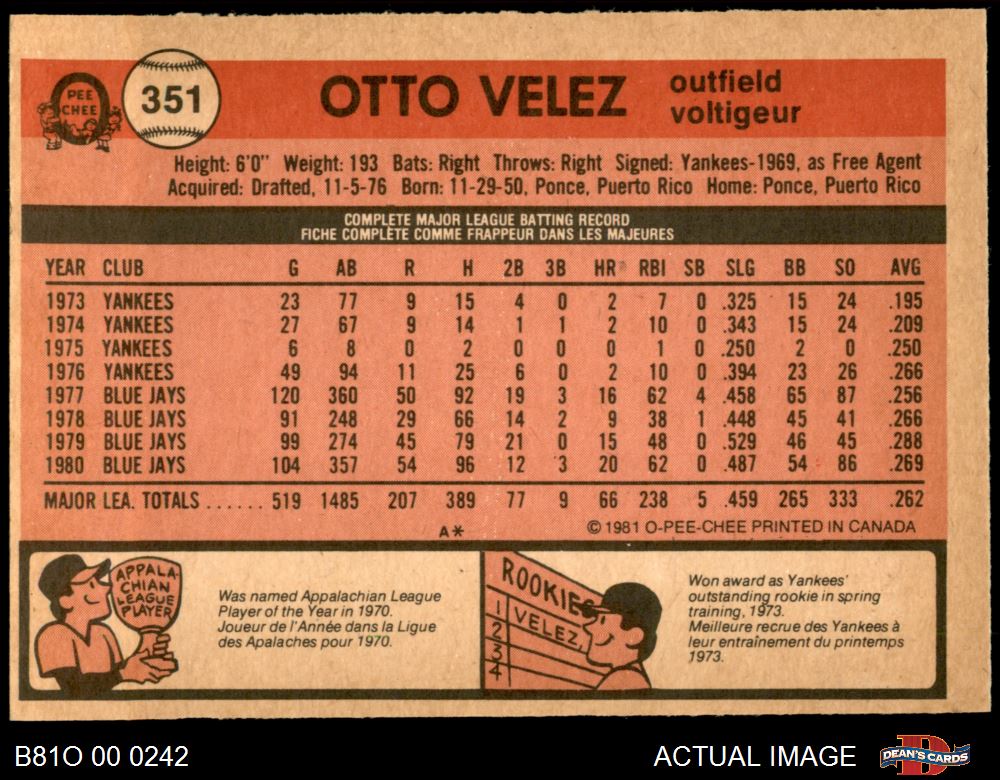 O PEE CHEE
351
OTTO VELEZ
outfield
voltigeur
Height: 6'0" Weight: 193 Bats: Right Throws: Right Signed: Yankees-1969, as Free Agent
Acquired: Drafted, 11-5-76 Born: 11-29-50, Ponce, Puerto Rico Home: Ponce, Puerto Rico
COMPLETE MAJOR LEAGUE BATTING RECORD
FICHE COMPLÈTE COMME FRAPPEUR DANS LES MAJEURES
YEAR CLUB G AB R H 2B 3B HR RBI SB SLG BB SO AVG
1973 YANKEES 23 77 9 15 4 0 2 7 0 .325 15 24 .195
1974 YANKEES 27 67 9 14 1 1 2 10 0 .343 15 24 .209
1975 YANKEES 6 8 0 2 0 0 0 1 0 .250 2 0 .250
1976 YANKEES 49 94 11 25 6 0 2 10 0 .394 23 26 .266
1977 BLUE JAYS 120 360 50 92 19 3 16 62 4 .458 65 87 .256
1978 BLUE JAYS 91 248 29 66 14 2 9 38 1 .448 45 41 .266
1979 BLUE JAYS 99 274 45 79 21 0 15 48 0 .529 46 45 .288
1980 BLUE JAYS 104 357 54 96 12 3 20 62 0 .487 54 86 .269
MAJOR LEA. TOTALS ...... 519 1485 207 389 77 9 66 238 5 .459 265 333 .262
A* © 1981 O-PEE-CHEE PRINTED IN CANADA
APPALA-
CHIAN
LEAGUE
PLAYER
Was named Appalachian League
Player of the Year in 1970.
Joueur de l'Année dans la Ligue
des Apalaches pour 1970.
ROOKIE
1 VELEZ,
2
3
4
Won award as Yankees'
outstanding rookie in spring
training, 1973.
Meilleure recrue des Yankees à
leur entraînement du printemps
1973.
B81O 00 0242 ACTUAL IMAGE DEAN'S CARDS